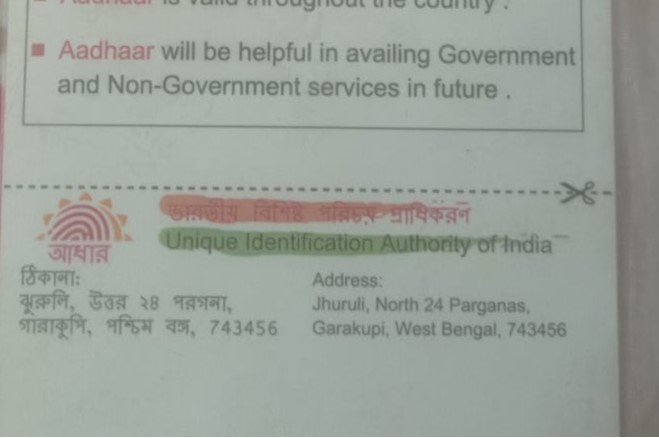 Aadhaar is valid throughout the country .
Aadhaar will be helpful in availing Government
and Non-Government services in future .
ভারতীয় বিশিষ্ট পরিচয় প্রাধিকরন
Unique Identification Authority of India
আধার
ঠিকানা:
ঝুরুলি, উত্তর ২৪ পরগনা,
গারাকুপি, পশ্চিম বঙ্গ, 743456
Address:
Jhuruli, North 24 Parganas,
Garakupi, West Bengal, 743456